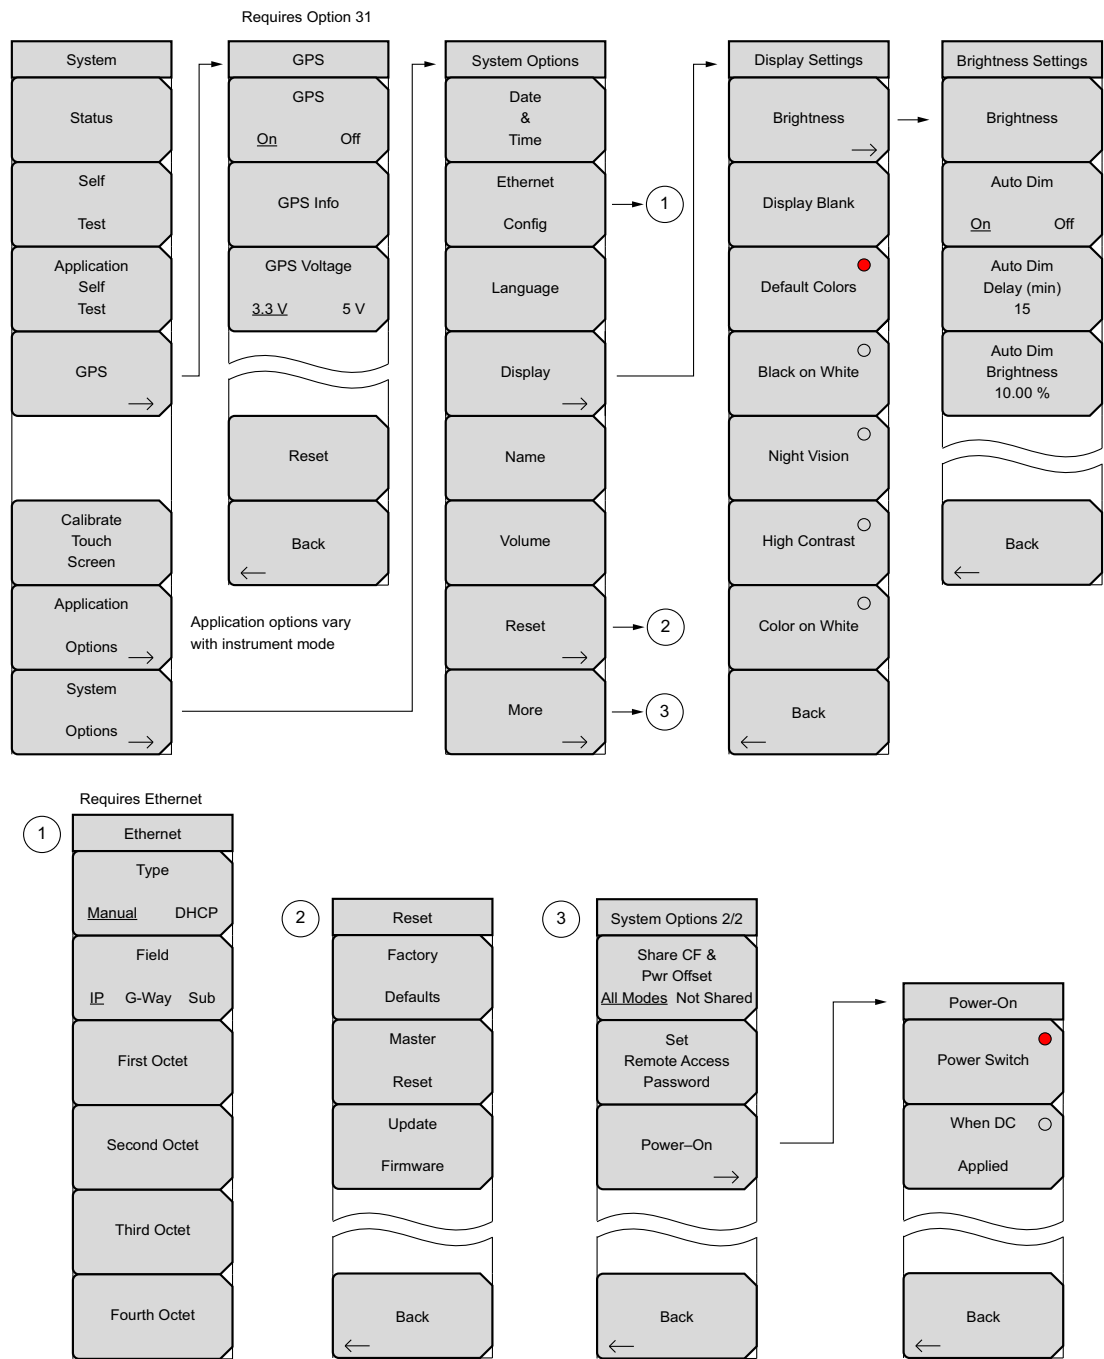 Requires Option 31
System
Status
Self
Test
Application
Self
Test
GPS
Calibrate
Touch
Screen
Application
Options
System
Options
GPS
GPS
On Off
GPS Info
GPS Voltage
3.3 V 5 V
Reset
Back
Application options vary
with instrument mode
System Options
Date
&
Time
Ethernet
Config
1
Language
Display
Name
Volume
Reset
2
More
3
Display Settings
Brightness
Display Blank
Default Colors
Black on White
Night Vision
High Contrast
Color on White
Back
Brightness Settings
Brightness
Auto Dim
On Off
Auto Dim
Delay (min)
15
Auto Dim
Brightness
10.00 %
Back
Requires Ethernet
1
Ethernet
Type
Manual DHCP
Field
IP G-Way Sub
First Octet
Second Octet
Third Octet
Fourth Octet
2
Reset
Factory
Defaults
Master
Reset
Update
Firmware
Back
3
System Options 2/2
Share CF &
Pwr Offset
All Modes Not Shared
Set
Remote Access
Password
Power–On
Back
Power-On
Power Switch
When DC
Applied
Back